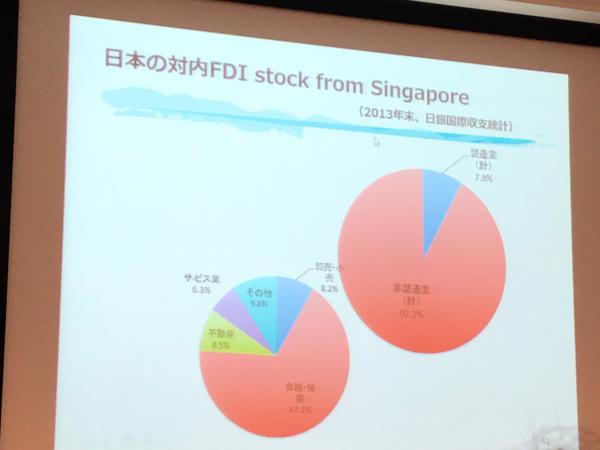 日本の対内FDI stock from Singapore
（2013年末、日銀国際収支統計）
製造業
（計）
7.8%
非製造業
（計）
92.2%
卸売・小
売
8.2%
サービス業
6.3%
その他
9.8%
不動産
8.5%
金融・保
険
67.2%
42